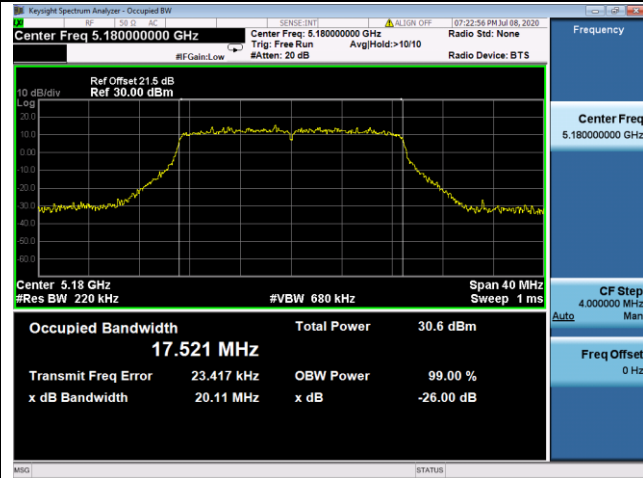 Keysight Spectrum Analyzer - Occupied BW
RF 50 Ω AC SENSE:INT ALIGN OFF 07:22:56 PM Jul 08, 2020
Center Freq 5.180000000 GHz Center Freq: 5.180000000 GHz Radio Std: None
Trig: Free Run Avg|Hold:>10/10
#IFGain:Low #Atten: 20 dB Radio Device: BTS
Frequency
Ref Offset 21.5 dB
10 dB/div Ref 30.00 dBm
Log
20.0
10.0
0.00
-10.0
-20.0
-30.0
-40.0
-50.0
-60.0
Center 5.18 GHz Span 40 MHz
#Res BW 220 kHz #VBW 680 kHz Sweep 1 ms
Occupied Bandwidth Total Power 30.6 dBm
17.521 MHz
Transmit Freq Error 23.417 kHz OBW Power 99.00 %
x dB Bandwidth 20.11 MHz x dB -26.00 dB
Center Freq
5.180000000 GHz
CF Step
4.000000 MHz
Auto Man
Freq Offset
0 Hz
MSG STATUS